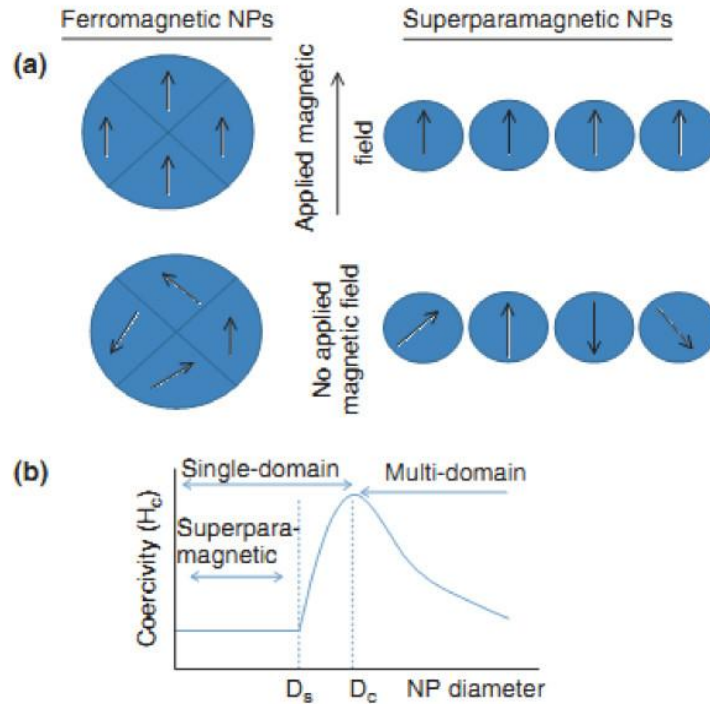 Ferromagnetic NPs
Superparamagnetic NPs
(a)
Applied magnetic
field
No applied
magnetic field
(b)
Single-domain
Multi-domain
Superpara-
magnetic
Coercivity (Hc)
Ds
Dc
NP diameter